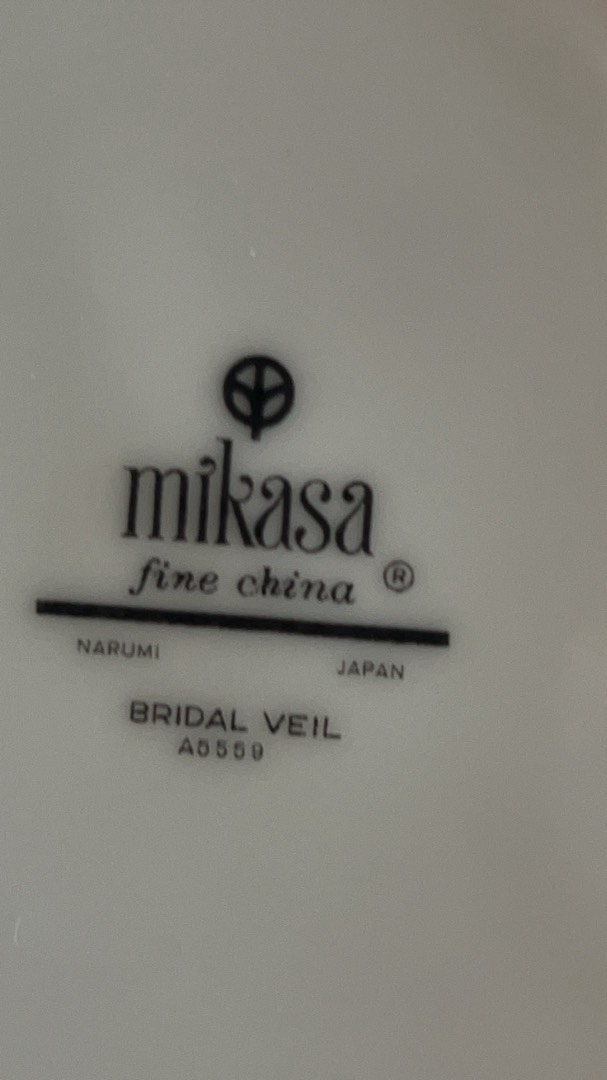 mikasa
fine china ®
NARUMI JAPAN
BRIDAL VEIL
A5559